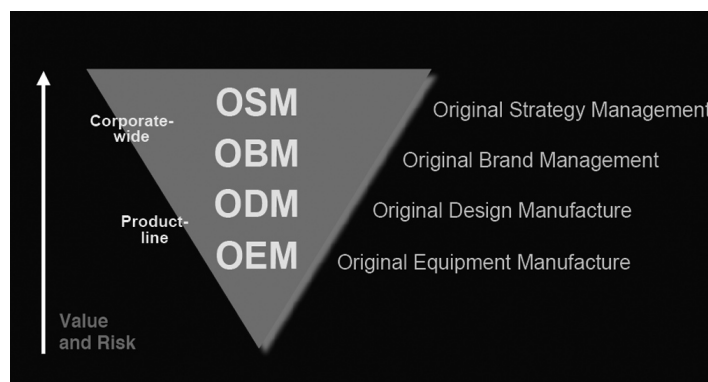 OSM
Original Strategy Management
Corporate-
wide
OBM
Original Brand Management
ODM
Original Design Manufacture
Product-
line
OEM
Original Equipment Manufacture
Value
and Risk